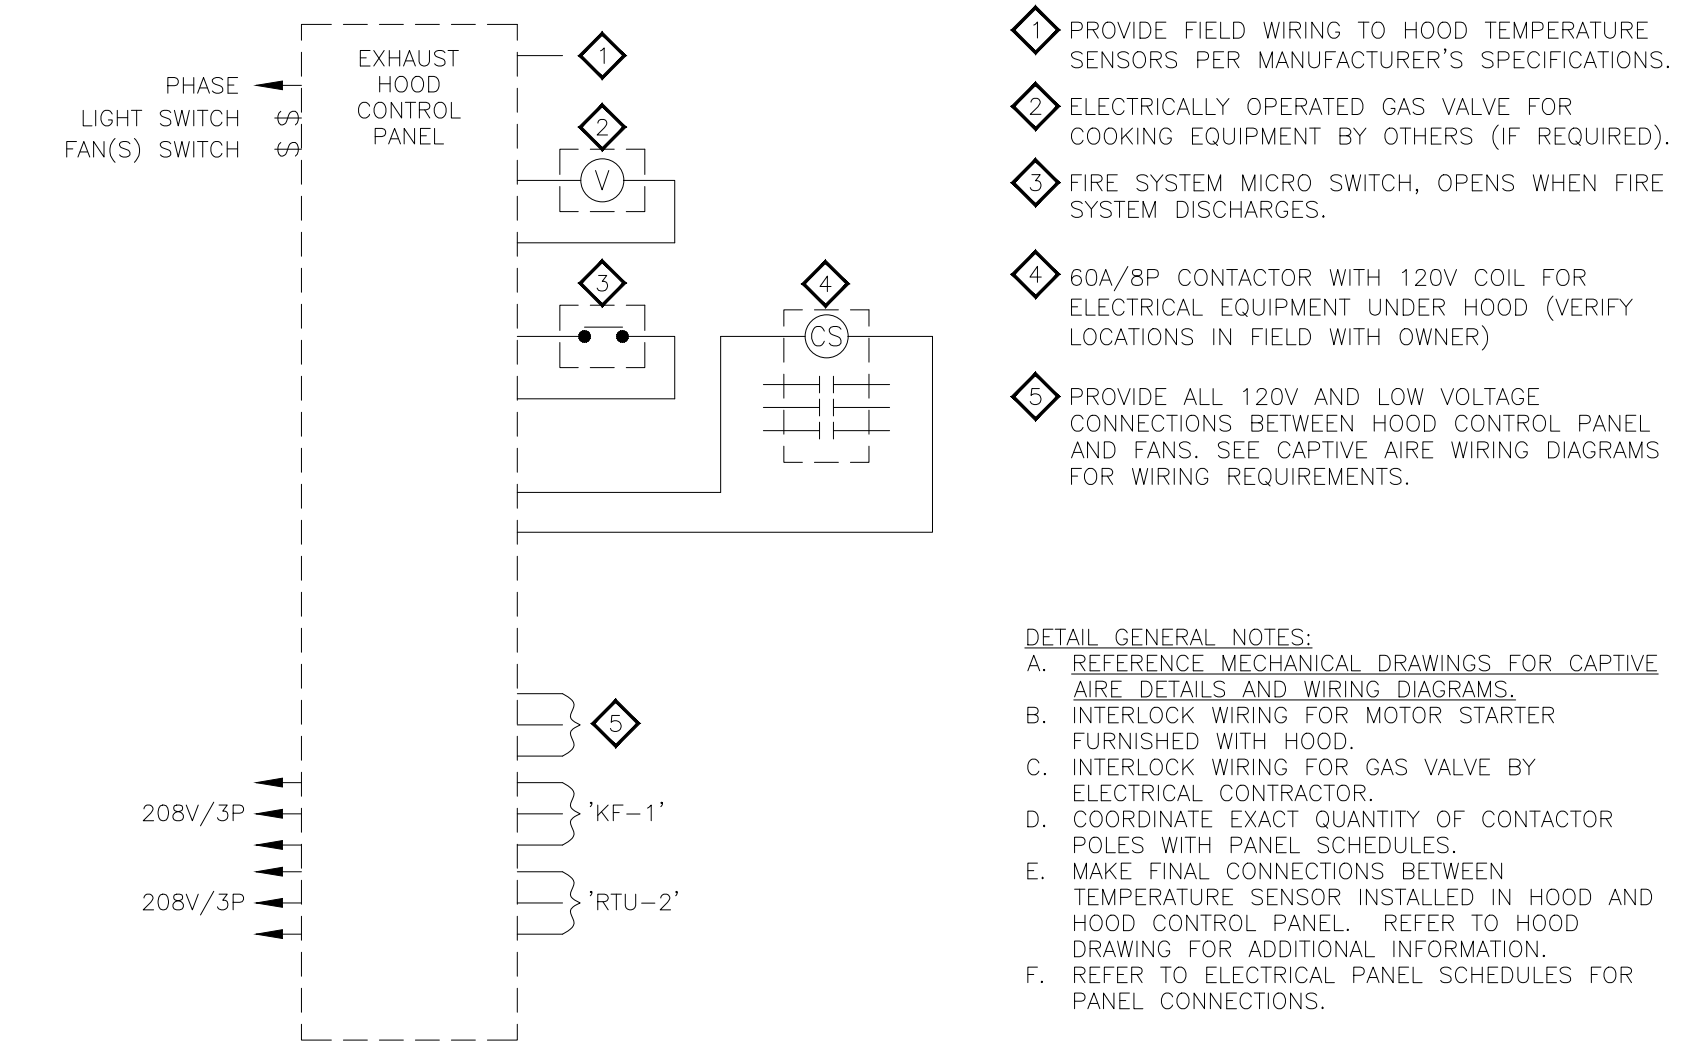 EXHAUST
HOOD
CONTROL
PANEL
PHASE
LIGHT SWITCH $
FAN(S) SWITCH $
1
2
V
3
4
CS
5
208V/3P
'KF-1'
208V/3P
'RTU-2'
1 PROVIDE FIELD WIRING TO HOOD TEMPERATURE
SENSORS PER MANUFACTURER'S SPECIFICATIONS.
2 ELECTRICALLY OPERATED GAS VALVE FOR
COOKING EQUIPMENT BY OTHERS (IF REQUIRED).
3 FIRE SYSTEM MICRO SWITCH, OPENS WHEN FIRE
SYSTEM DISCHARGES.
4 60A/8P CONTACTOR WITH 120V COIL FOR
ELECTRICAL EQUIPMENT UNDER HOOD (VERIFY
LOCATIONS IN FIELD WITH OWNER)
5 PROVIDE ALL 120V AND LOW VOLTAGE
CONNECTIONS BETWEEN HOOD CONTROL PANEL
AND FANS. SEE CAPTIVE AIRE WIRING DIAGRAMS
FOR WIRING REQUIREMENTS.
DETAIL GENERAL NOTES:
A. REFERENCE MECHANICAL DRAWINGS FOR CAPTIVE
AIRE DETAILS AND WIRING DIAGRAMS.
B. INTERLOCK WIRING FOR MOTOR STARTER
FURNISHED WITH HOOD.
C. INTERLOCK WIRING FOR GAS VALVE BY
ELECTRICAL CONTRACTOR.
D. COORDINATE EXACT QUANTITY OF CONTACTOR
POLES WITH PANEL SCHEDULES.
E. MAKE FINAL CONNECTIONS BETWEEN
TEMPERATURE SENSOR INSTALLED IN HOOD AND
HOOD CONTROL PANEL. REFER TO HOOD
DRAWING FOR ADDITIONAL INFORMATION.
F. REFER TO ELECTRICAL PANEL SCHEDULES FOR
PANEL CONNECTIONS.